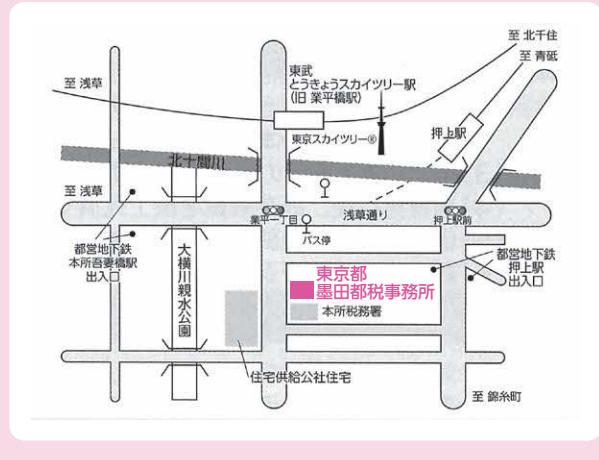 至 北千住
至 青砥
東武
とうきょうスカイツリー駅
(旧 業平橋駅)
至 浅草
東京スカイツリー®
押上駅
北十間川
至 浅草
業平一丁目
浅草通り
押上駅前
バス停
都営地下鉄
本所吾妻橋駅
出入口
大横川親水公園
都営地下鉄
押上駅
出入口
東京都
墨田都税事務所
本所税務署
住宅供給公社住宅
至 錦糸町